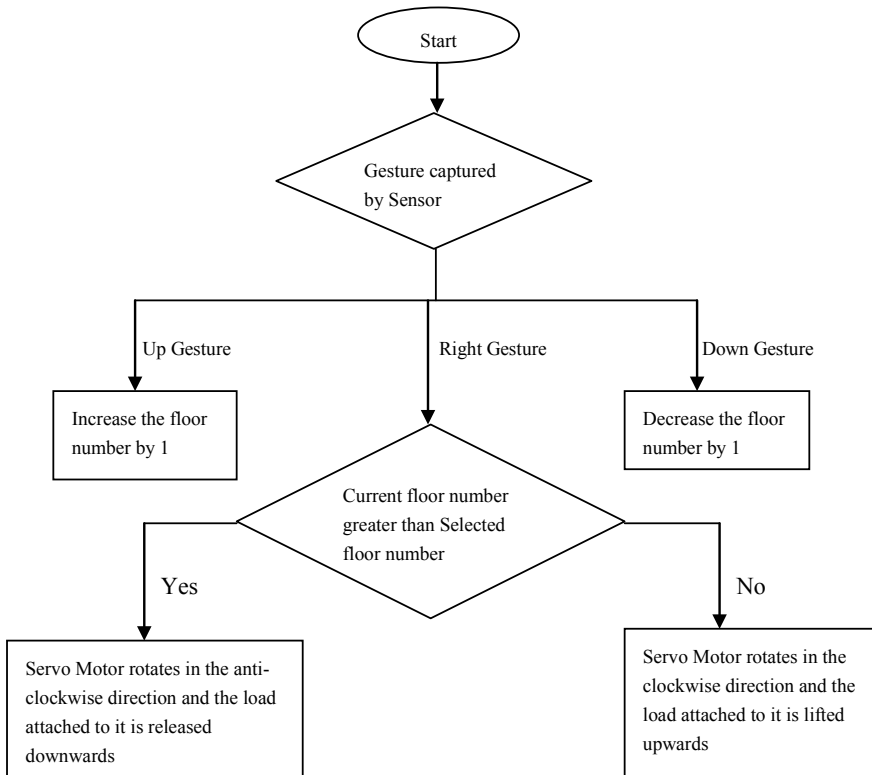 Start
Gesture captured
by Sensor
Up Gesture
Right Gesture
Down Gesture
Increase the floor
number by 1
Decrease the floor
number by 1
Current floor number
greater than Selected
floor number
Yes
No
Servo Motor rotates in the anti-
clockwise direction and the load
attached to it is released
downwards
Servo Motor rotates in the
clockwise direction and the
load attached to it is lifted
upwards